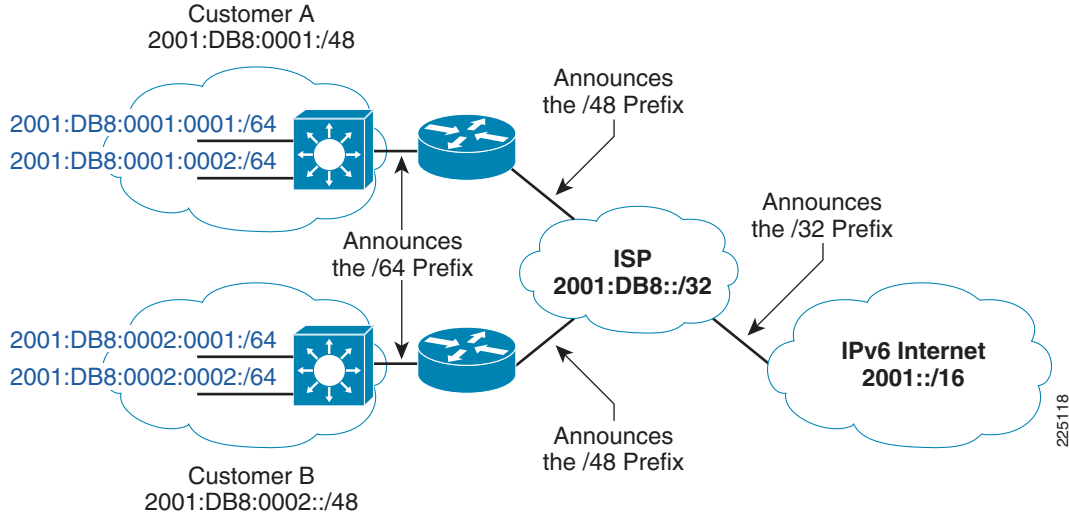 Customer A
2001:DB8:0001:/48
2001:DB8:0001:0001:/64
2001:DB8:0001:0002:/64
Announces
the /48 Prefix
Announces
the /64 Prefix
ISP
2001:DB8::/32
Announces
the /32 Prefix
IPv6 Internet
2001::/16
2001:DB8:0002:0001:/64
2001:DB8:0002:0002:/64
Announces
the /48 Prefix
Customer B
2001:DB8:0002::/48
225118